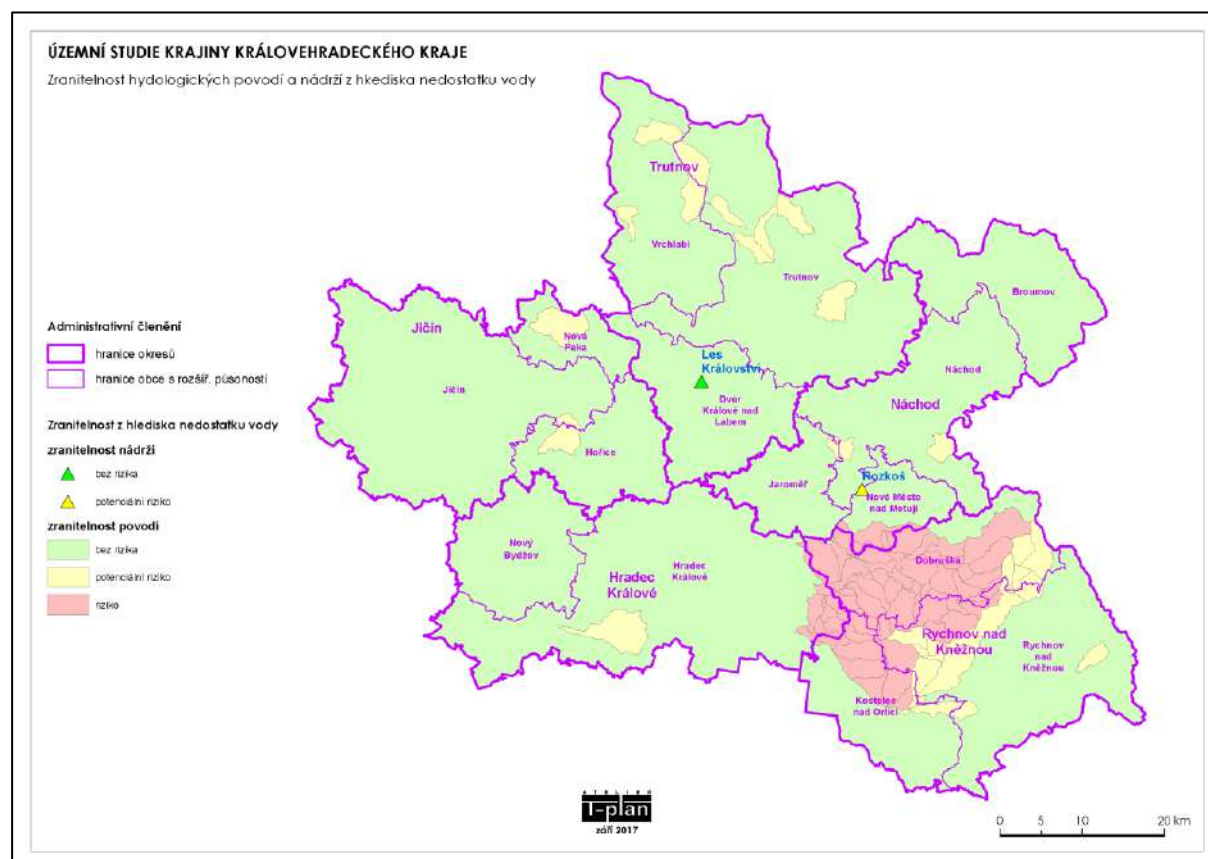 ÚZEMNÍ STUDIE KRAJINY KRÁLOVEHRADECKÉHO KRAJE
Zranitelnost hydologických povodí a nádrží z hkediska nedostatku vody
Trutnov
Vrchlabí
Trutnov
Broumov
Administrativní členění
hranice okresů
hranice obce s rozšíř. působností
Jičín
Nová
Paka
Jičín
Les
Království
Dvůr
Králové nad
Labem
Náchod
Náchod
Hořice
Zranitelnost z hlediska nedostatku vody
zranitelnost nádrží
bez rizika
potenciální riziko
zranitelnost povodí
bez rizika
potenciální riziko
riziko
Jaroměř
Rozkoš
Nové Město
nad Metují
Nový
Bydžov
Hradec
Králové
Hradec
Králové
Dobruška
Rychnov nad
Kněžnou
Rychnov
nad
Kněžnou
Kostelec
nad Orlicí
ATELIER
T-plan
září 2017
0 5 10 20 km